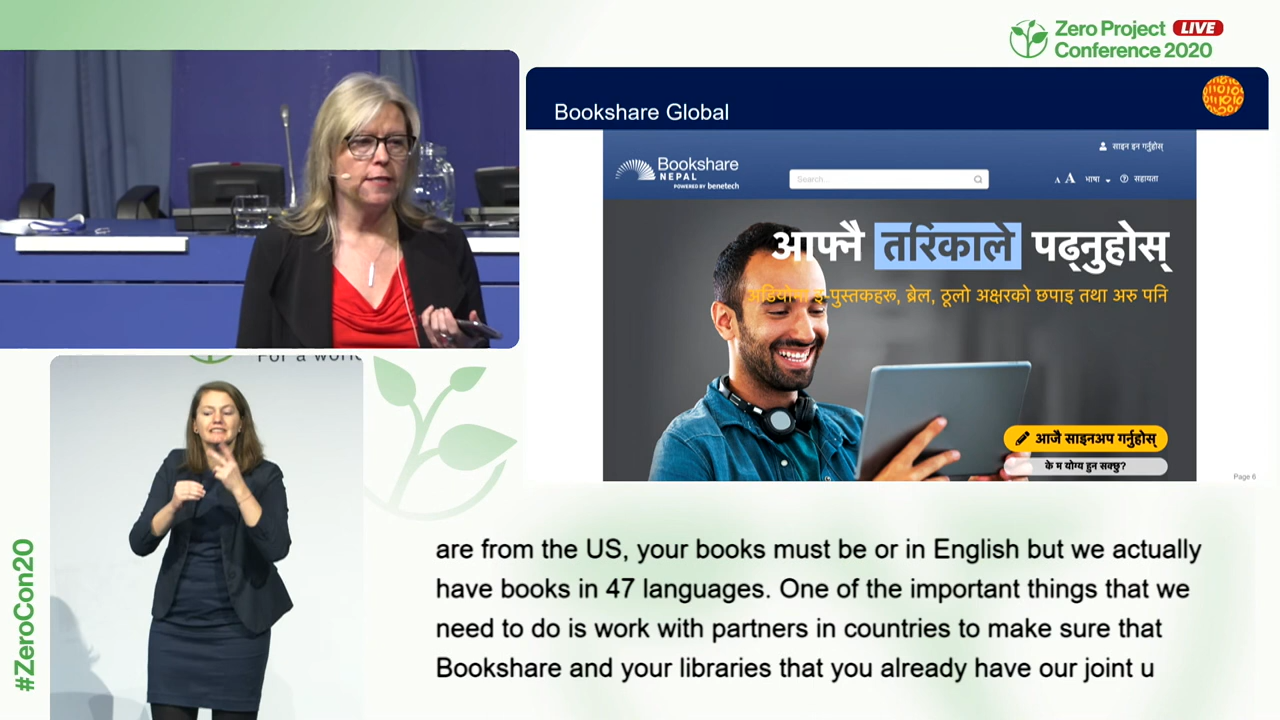 Zero Project LIVE
Conference 2020
Bookshare Global
Bookshare
NEPAL
POWERED BY benetech
Search...
साइन इन गर्नुहोस्
A A भाषा सहायता
आफ्नै तरिकाले पढ्नुहोस्
अडियोमा इ-पुस्तकहरू, ब्रेल, ठूलो अक्षरको छपाइ तथा अरु पनि
आजै साइनअप गर्नुहोस्
के म योग्य हुन सक्छु?
Page 6
For a world
#ZeroCon20
are from the US, your books must be or in English but we actually
have books in 47 languages. One of the important things that we
need to do is work with partners in countries to make sure that
Bookshare and your libraries that you already have our joint u